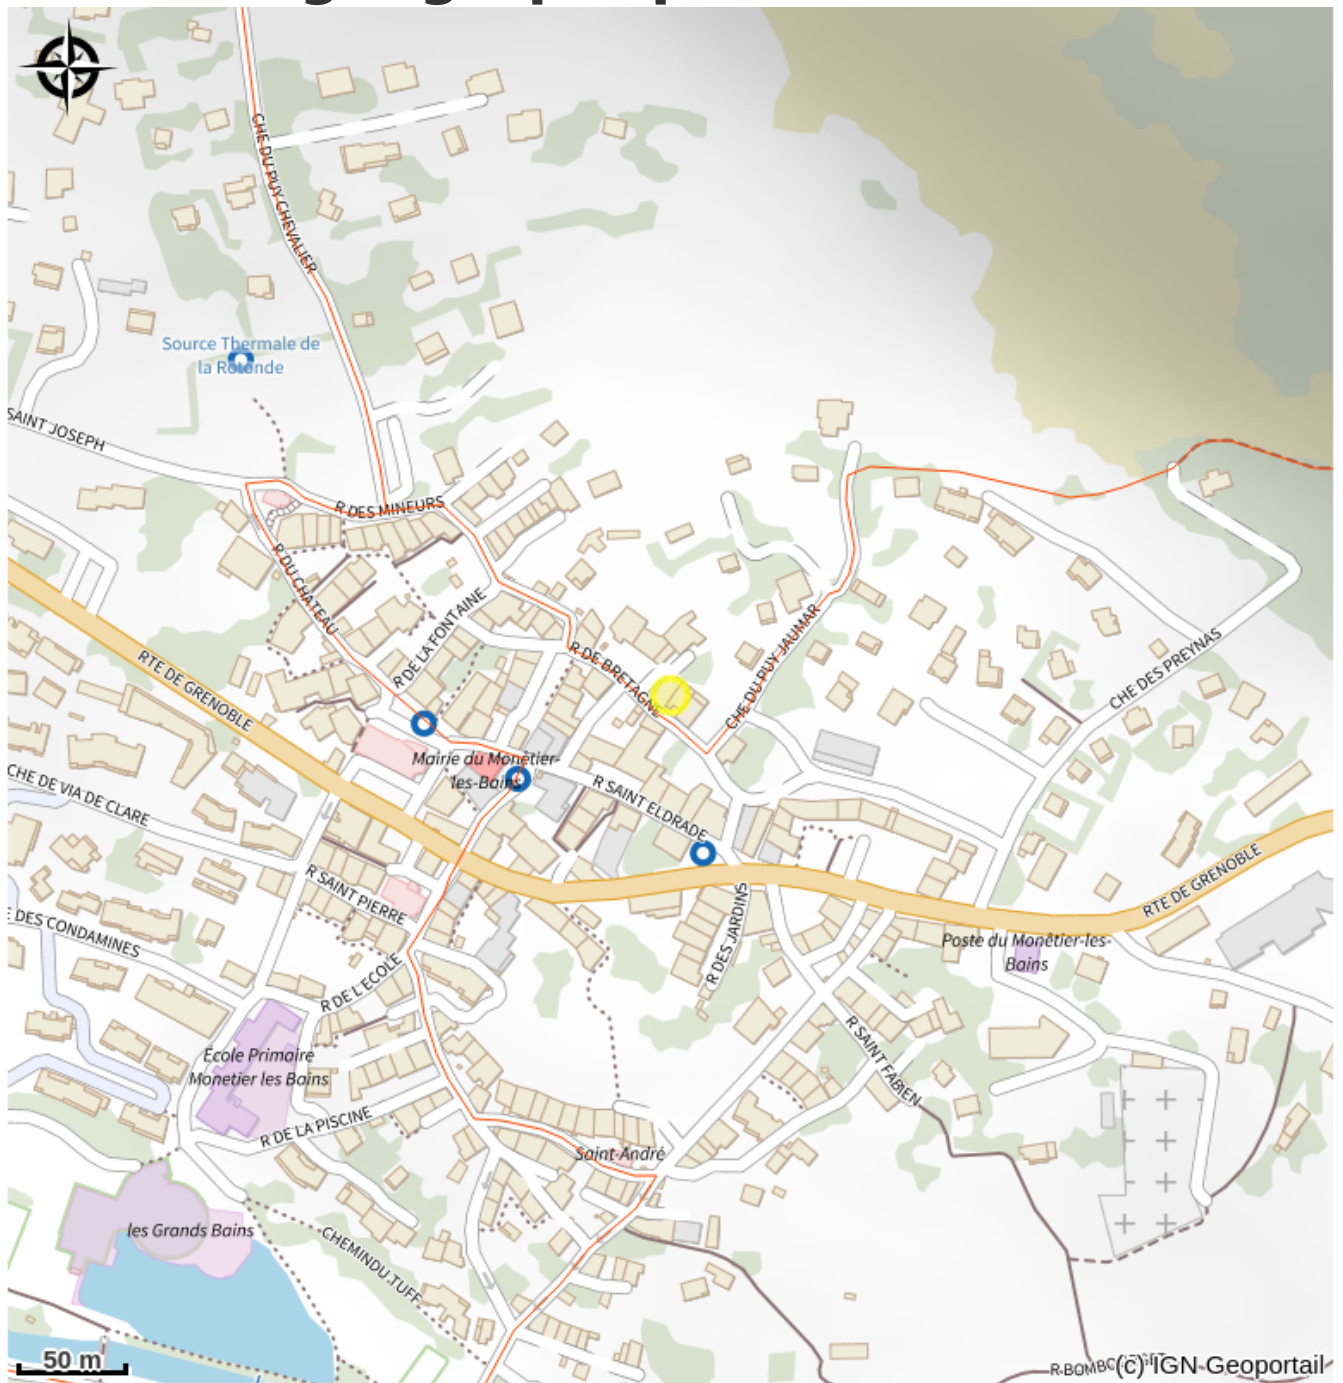 CHE DU PUY CHEVALIER
Source Thermale de
la Rotonde
SAINT JOSEPH
R DES MINEURS
R DU CHATEAU
R DE LA FONTAINE
R DE BRETAGNE
CHE DU PUY JAUMAR
CHE DES PREYNAS
RTE DE GRENOBLE
Mairie du Monêtier-
les-Bains
R SAINT ELDRADE
CHE DE VIA DE CLARE
R SAINT PIERRE
RTE DE GRENOBLE
E DES CONDAMINES
R DE L'ECOLE
R DES JARDINS
Poste du Monêtier-les-
Bains
R SAINT FABIEN
École Primaire
Monetier les Bains
R DE LA PISCINE
Saint-André
les Grands Bains
CHEMIN DU TUFF
50 m
(c) IGN Geoportail